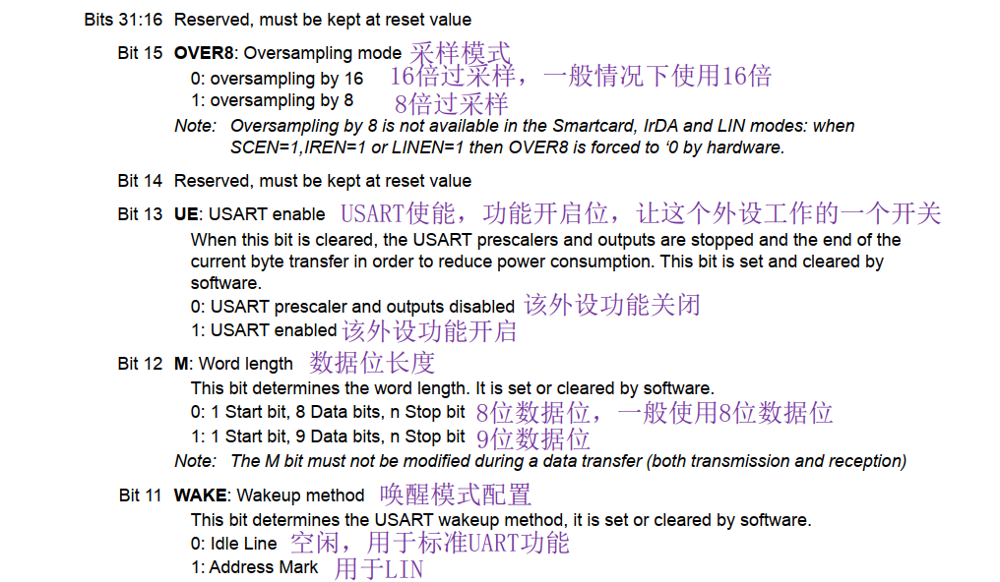 Bits 31:16 Reserved, must be kept at reset value
Bit 15 OVER8: Oversampling mode 采样模式
0: oversampling by 16 16倍过采样，一般情况下使用16倍
1: oversampling by 8 8倍过采样
Note: Oversampling by 8 is not available in the Smartcard, IrDA and LIN modes: when
SCEN=1,IREN=1 or LINEN=1 then OVER8 is forced to ‘0 by hardware.
Bit 14 Reserved, must be kept at reset value
Bit 13 UE: USART enable USART使能，功能开启位，让这个外设工作的一个开关
When this bit is cleared, the USART prescalers and outputs are stopped and the end of the
current byte transfer in order to reduce power consumption. This bit is set and cleared by
software.
0: USART prescaler and outputs disabled 该外设功能关闭
1: USART enabled 该外设功能开启
Bit 12 M: Word length 数据位长度
This bit determines the word length. It is set or cleared by software.
0: 1 Start bit, 8 Data bits, n Stop bit 8位数据位，一般使用8位数据位
1: 1 Start bit, 9 Data bits, n Stop bit 9位数据位
Note: The M bit must not be modified during a data transfer (both transmission and reception)
Bit 11 WAKE: Wakeup method 唤醒模式配置
This bit determines the USART wakeup method, it is set or cleared by software.
0: Idle Line 空闲，用于标准UART功能
1: Address Mark 用于LIN